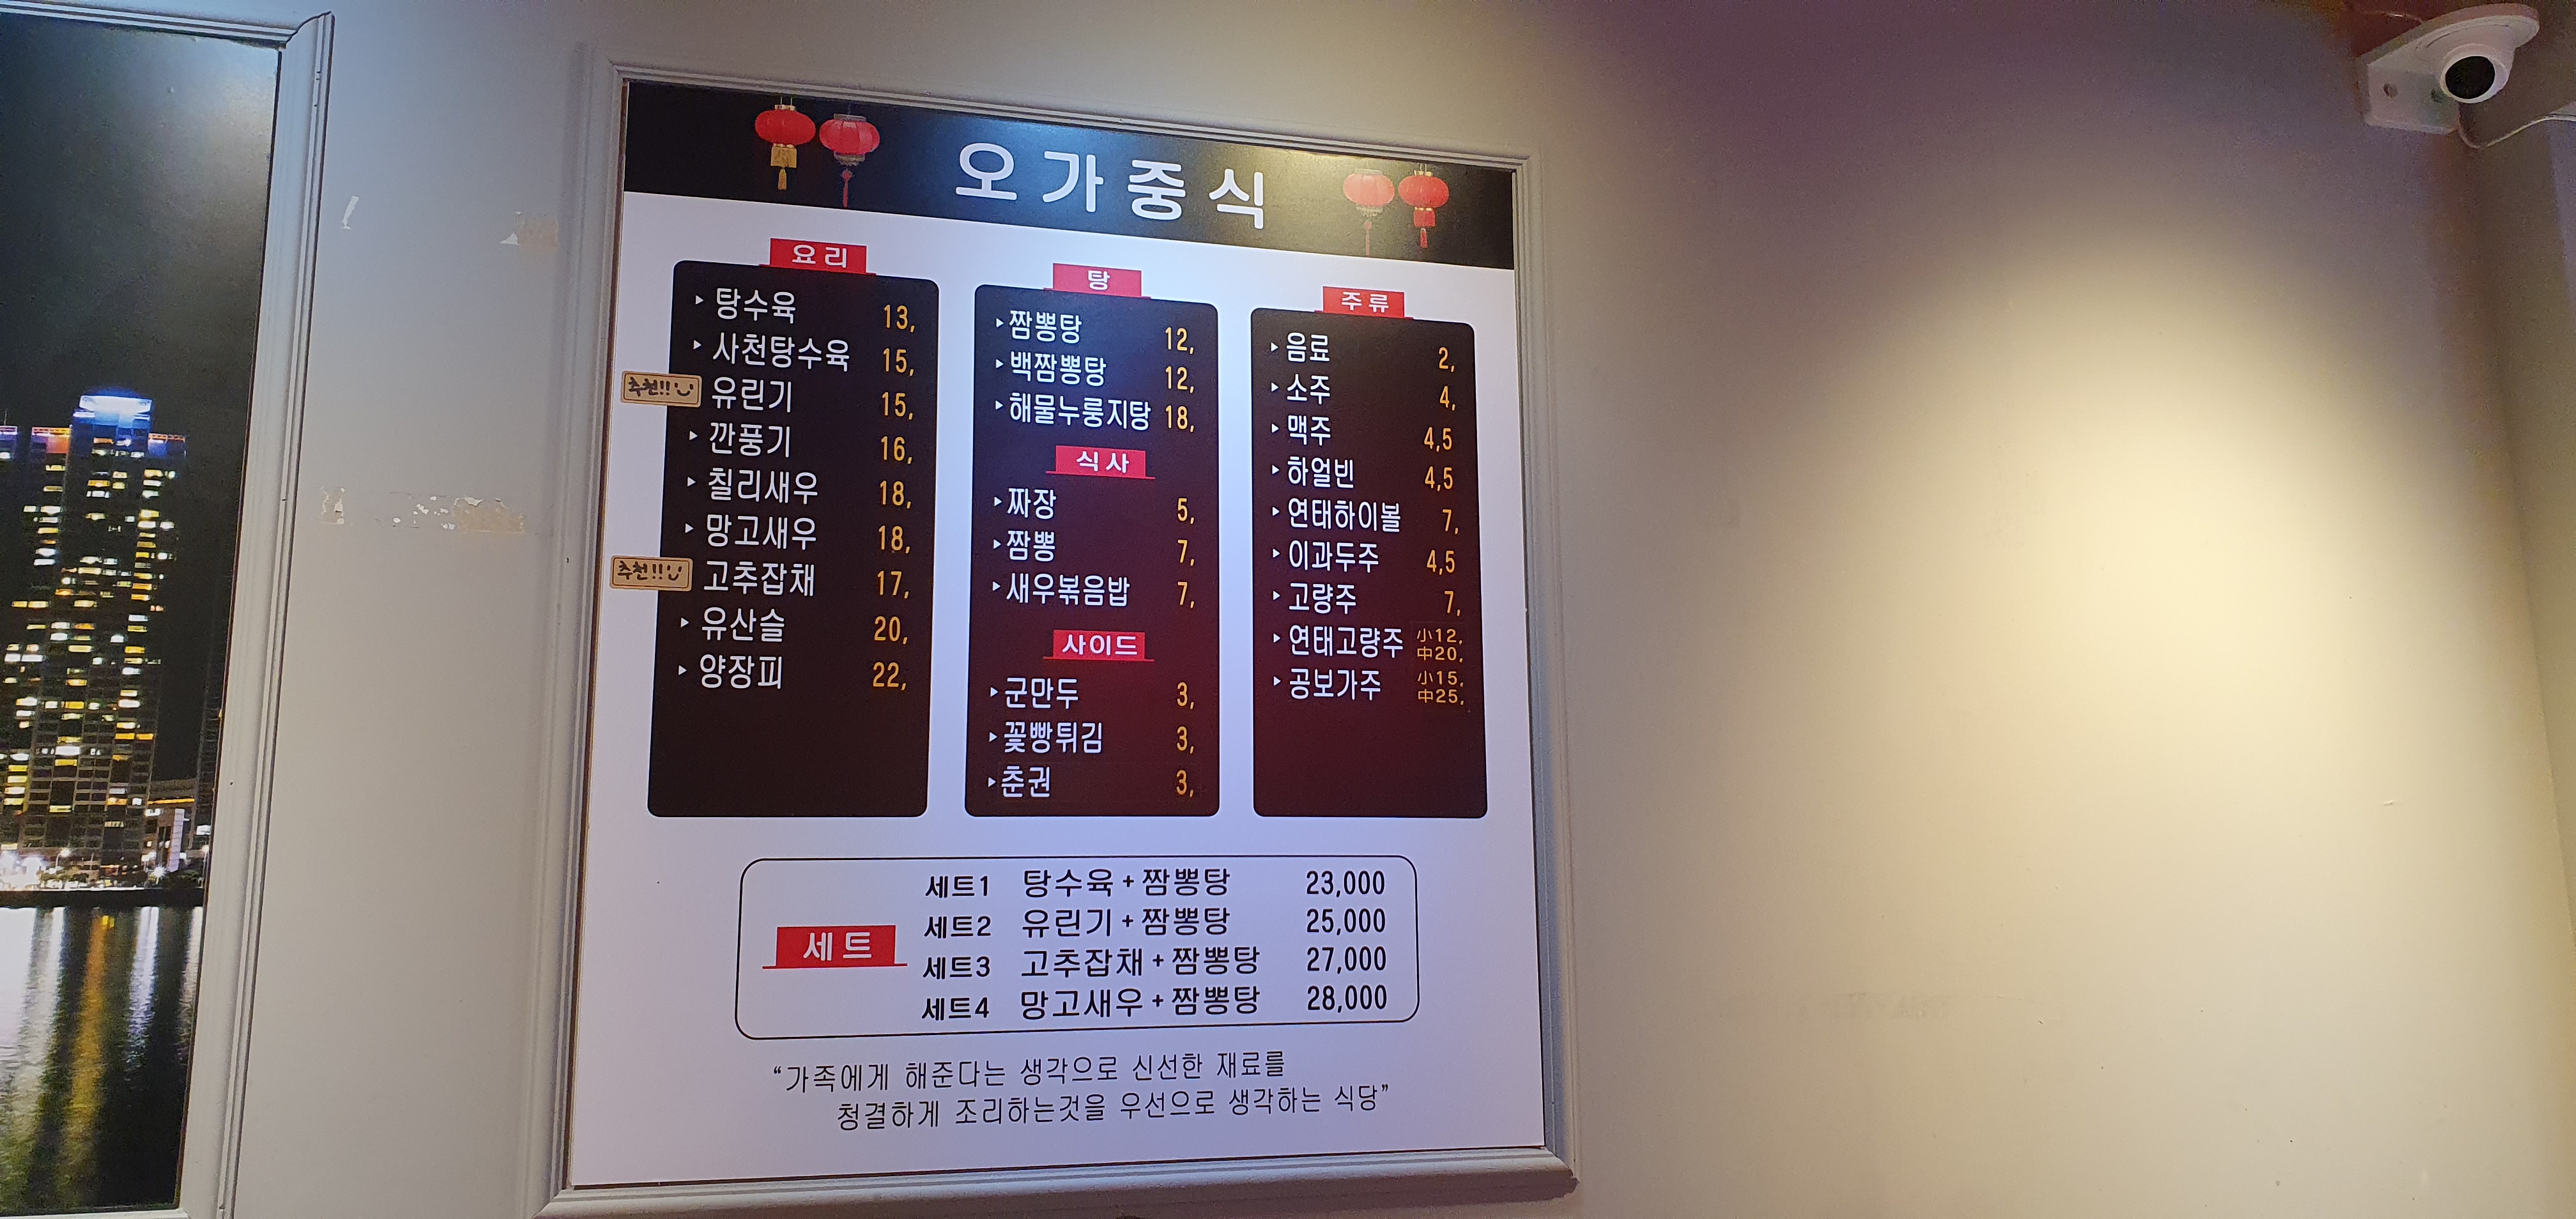 오가중식
요리
▸ 탕수육 13,
▸ 사천탕수육 15,
추천!! 유린기 15,
▸ 깐풍기 16,
▸ 칠리새우 18,
▸ 망고새우 18,
추천!! 고추잡채 17,
▸ 유산슬 20,
▸ 양장피 22,
탕
▸ 짬뽕탕 12,
▸ 백짬뽕탕 12,
▸ 해물누룽지탕 18,
식사
▸ 짜장 5,
▸ 짬뽕 7,
▸ 새우볶음밥 7,
사이드
▸ 군만두 3,
▸ 꽃빵튀김 3,
▸ 춘권 3,
주류
▸ 음료 2,
▸ 소주 4,
▸ 맥주 4,5
▸ 하얼빈 4,5
▸ 연태하이볼 7,
▸ 이과두주 4,5
▸ 고량주 7,
▸ 연태고량주 小12,
中20,
▸ 공보가주 小15,
中25,
세트
세트1 탕수육+짬뽕탕 23,000
세트2 유린기+짬뽕탕 25,000
세트3 고추잡채+짬뽕탕 27,000
세트4 망고새우+짬뽕탕 28,000
“가족에게 해준다는 생각으로 신선한 재료를
청결하게 조리하는것을 우선으로 생각하는 식당”